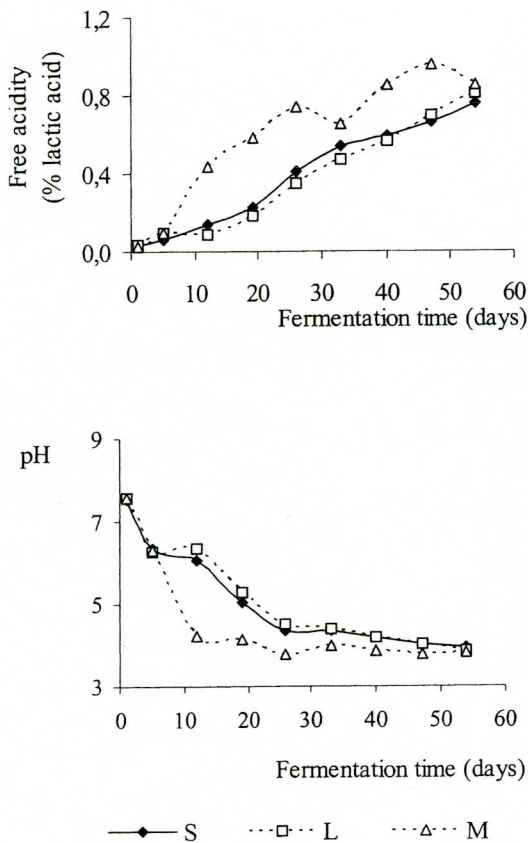 Free acidity
(% lactic acid)
1,2
0,8
0,4
0,0
0 10 20 30 40 50 60
Fermentation time (days)
pH
9
7
5
3
0 10 20 30 40 50 60
Fermentation time (days)
S L M